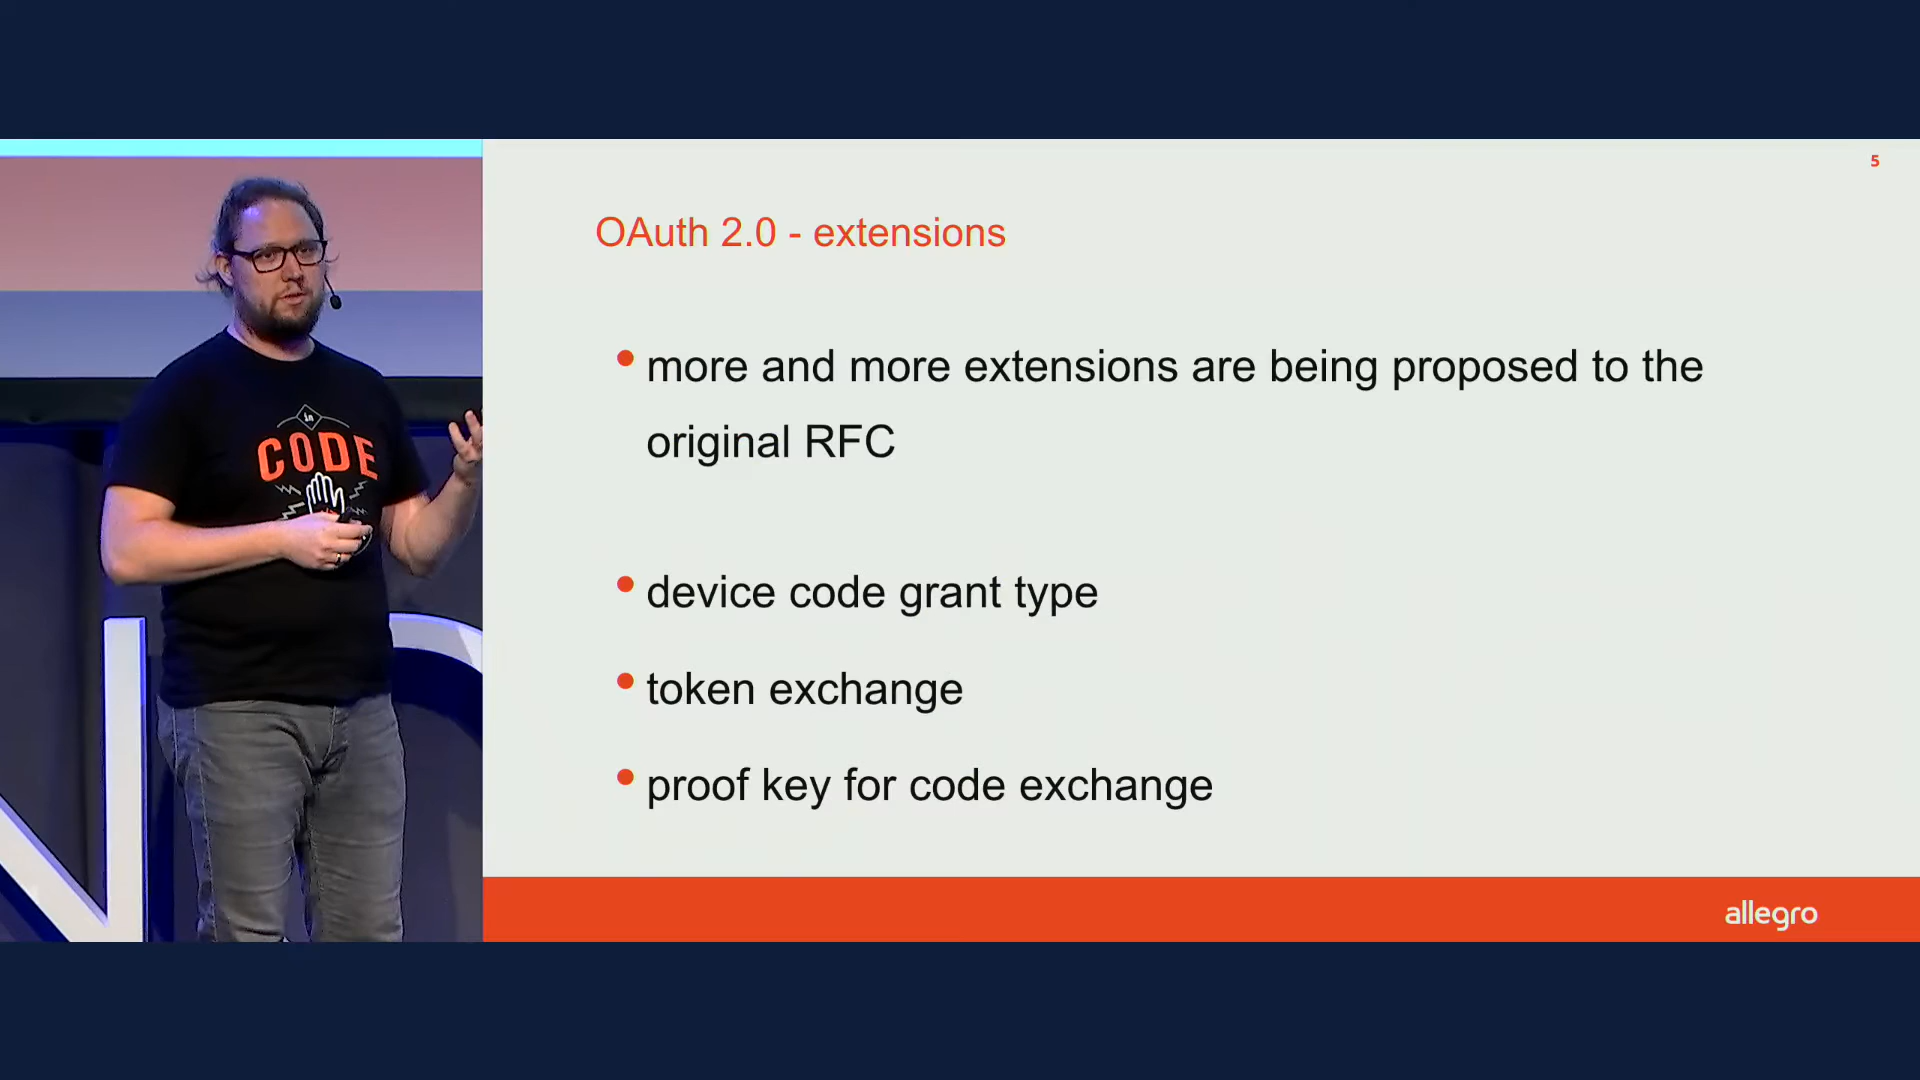 5
OAuth 2.0 - extensions
more and more extensions are being proposed to the
original RFC
device code grant type
token exchange
proof key for code exchange
allegro
in
CODE